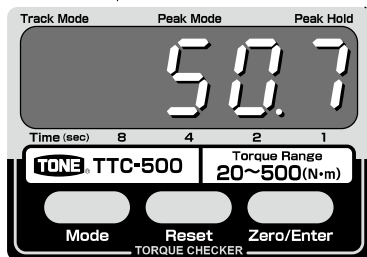 Track Mode Peak Mode Peak Hold
50.7
Time (sec) 8 4 2 1
TONE® TTC-500 Torque Range
20~500(N·m)
Mode Reset Zero/Enter
TORQUE CHECKER